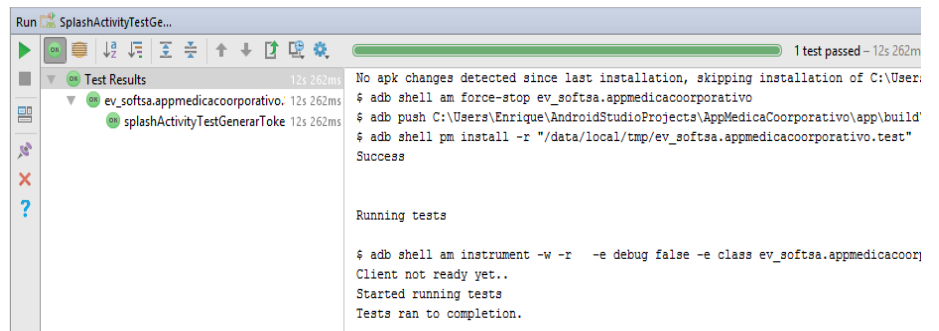 Run SplashActivityTestGe...
1 test passed – 12s 262m
Test Results 12s 262ms
ev_softsa.appmedicacoorporativo. 12s 262ms
splashActivityTestGenerarToke 12s 262ms
No apk changes detected since last installation, skipping installation of C:\User
$ adb shell am force-stop ev_softsa.appmedicacoorporativo
$ adb push C:\Users\Enrique\AndroidStudioProjects\AppMedicaCoorporativo\app\build
$ adb shell pm install -r "/data/local/tmp/ev_softsa.appmedicacoorporativo.test"
Success
Running tests
$ adb shell am instrument -w -r -e debug false -e class ev_softsa.appmedicacoor
Client not ready yet..
Started running tests
Tests ran to completion.